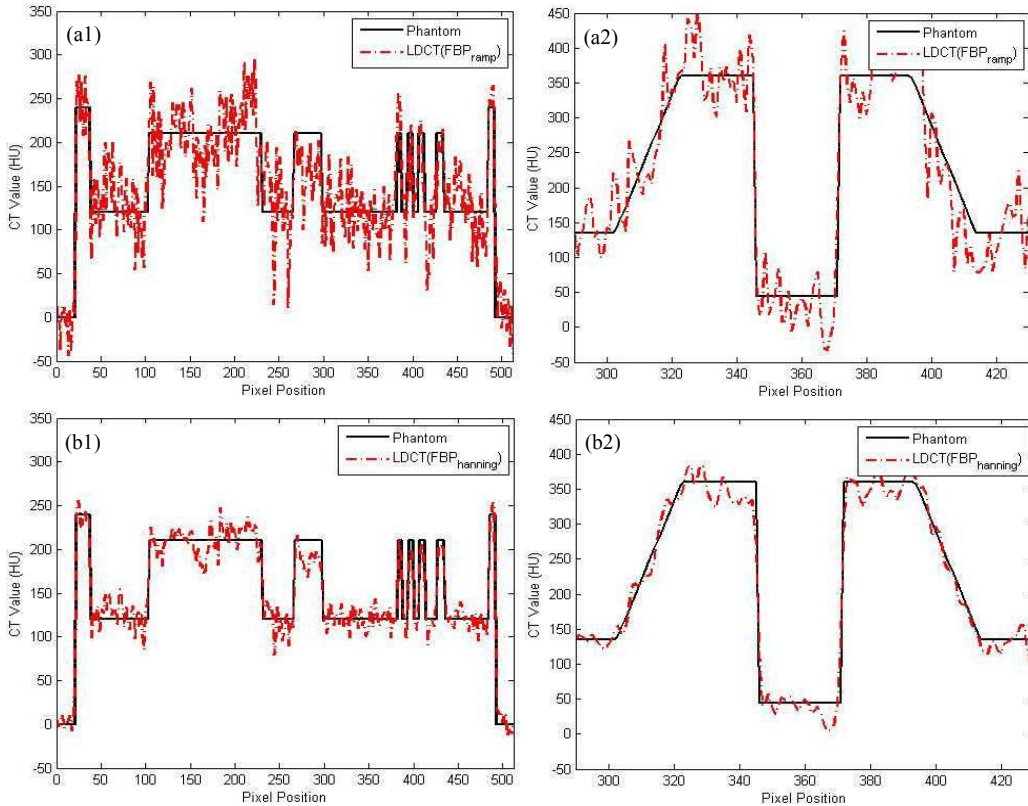 (a1)
Phantom
LDCT(FBPramp)
350
300
250
200
150
100
50
0
-50
CT Value (HU)
0 50 100 150 200 250 300 350 400 450 500
Pixel Position
(a2)
Phantom
LDCT(FBPramp)
450
400
350
300
250
200
150
100
50
0
-50
CT Value (HU)
300 320 340 360 380 400 420
Pixel Position
(b1)
Phantom
LDCT(FBPhanning)
350
300
250
200
150
100
50
0
-50
CT Value (HU)
0 50 100 150 200 250 300 350 400 450 500
Pixel Position
(b2)
Phantom
LDCT(FBPhanning)
450
400
350
300
250
200
150
100
50
0
-50
CT Value (HU)
300 320 340 360 380 400 420
Pixel Position